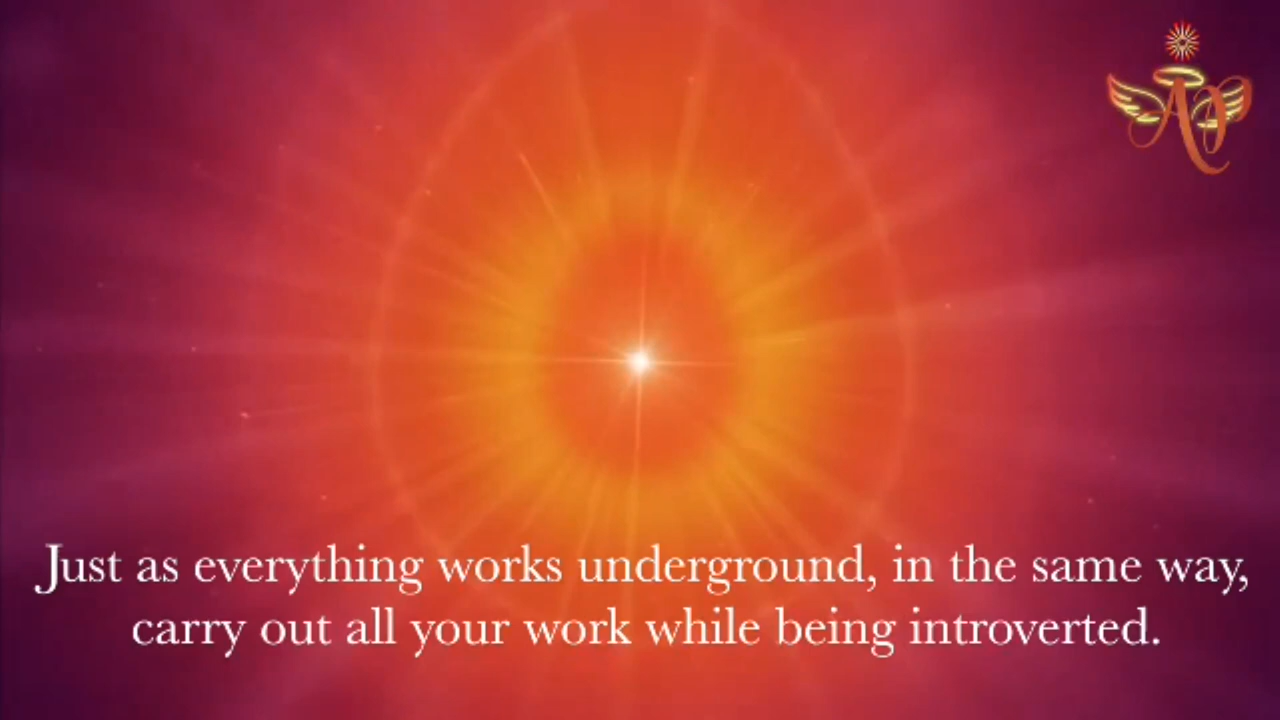 Just as everything works underground, in the same way,
carry out all your work while being introverted.